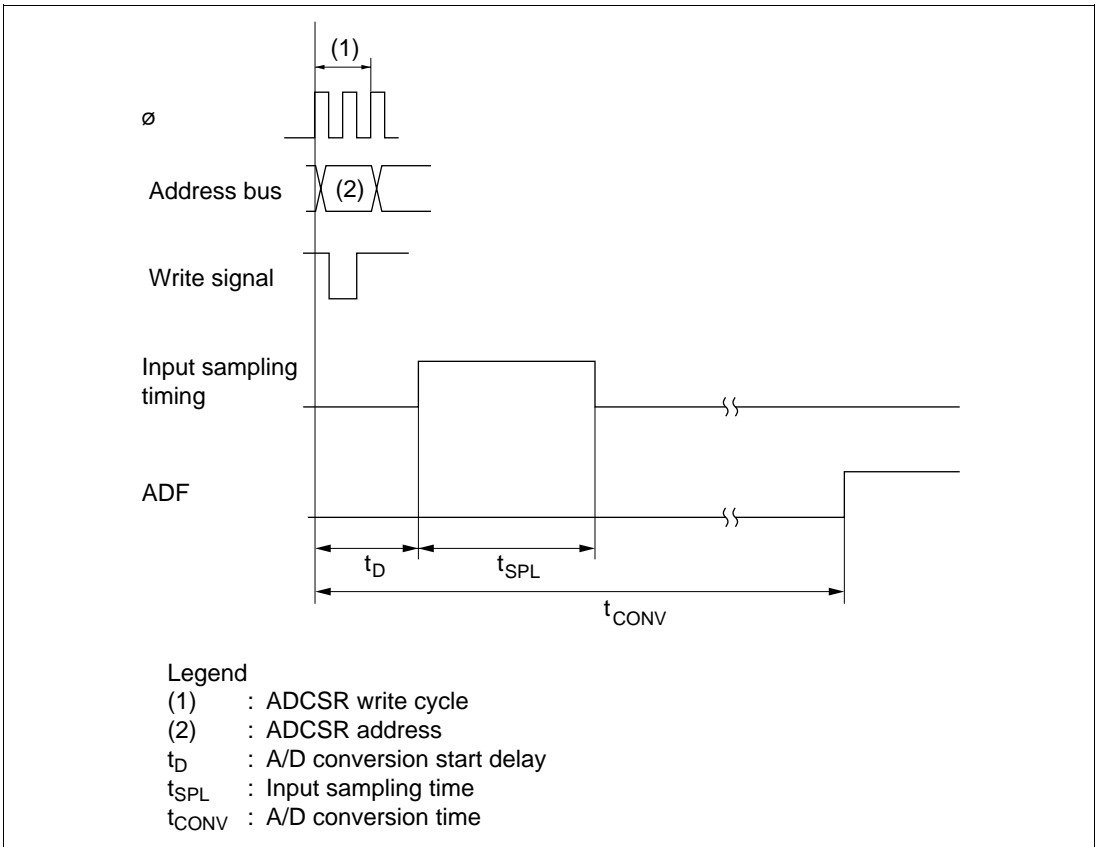 (1)
ø
Address bus
(2)
Write signal
Input sampling
timing
ADF
tD
tSPL
tCONV
Legend
(1) : ADCSR write cycle
(2) : ADCSR address
tD : A/D conversion start delay
tSPL : Input sampling time
tCONV : A/D conversion time